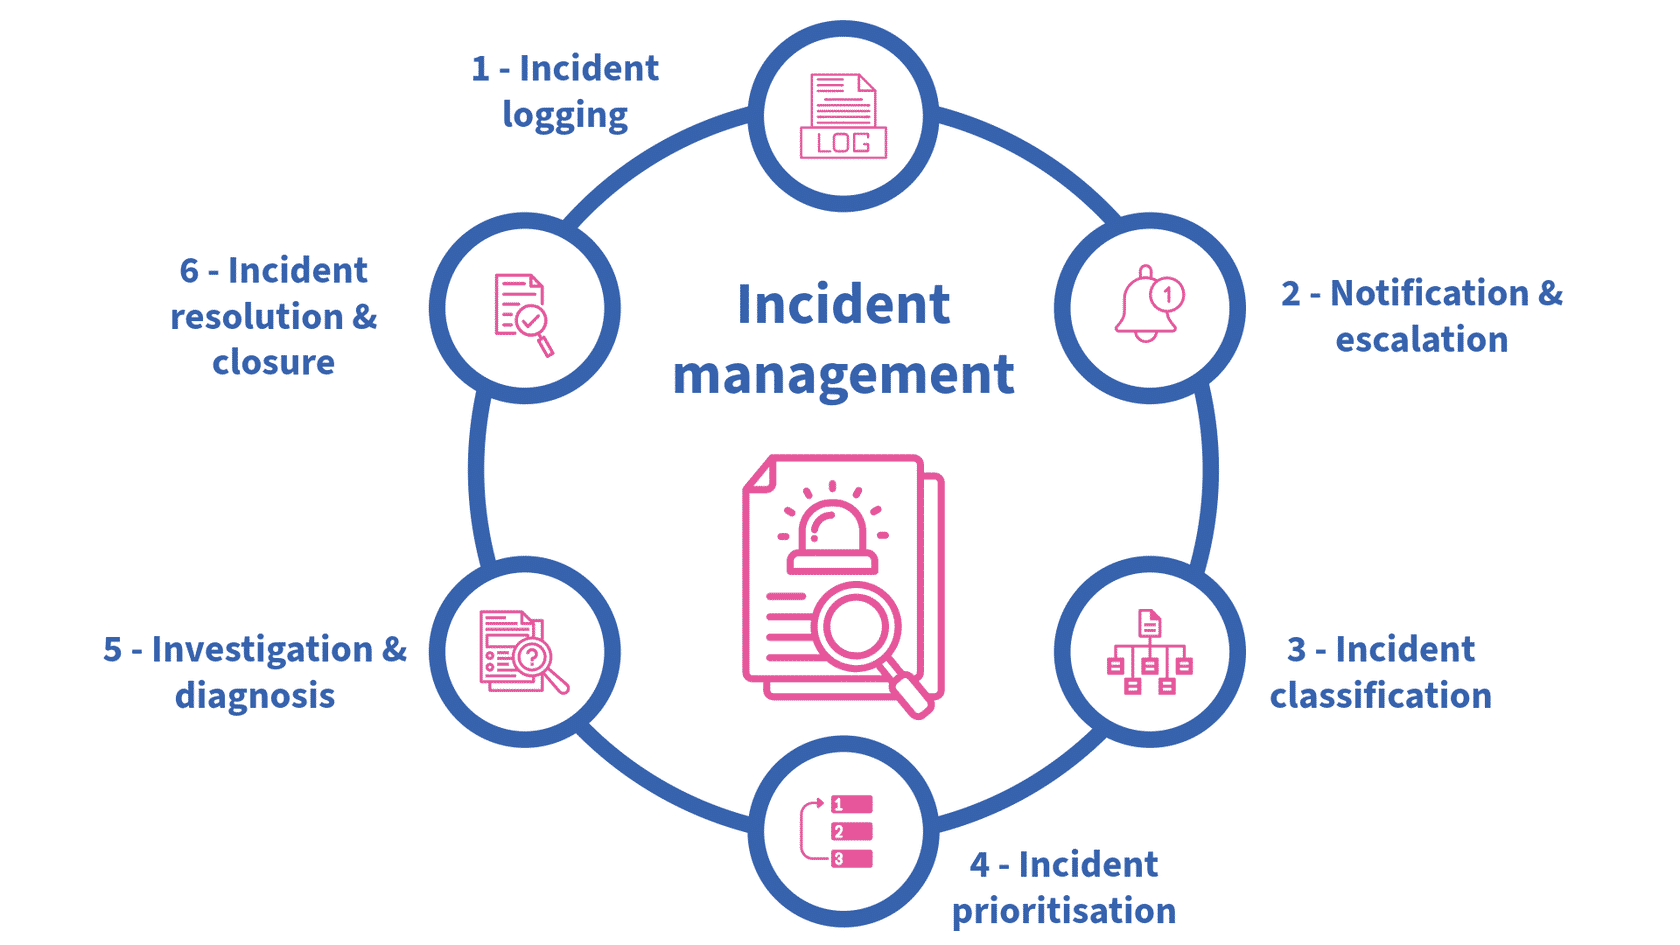 1 - Incident
logging
LOG
Incident
management
2 - Notification &
escalation
1
3 - Incident
classification
4 - Incident
prioritisation
1
2
3
5 - Investigation &
diagnosis
?
6 - Incident
resolution &
closure